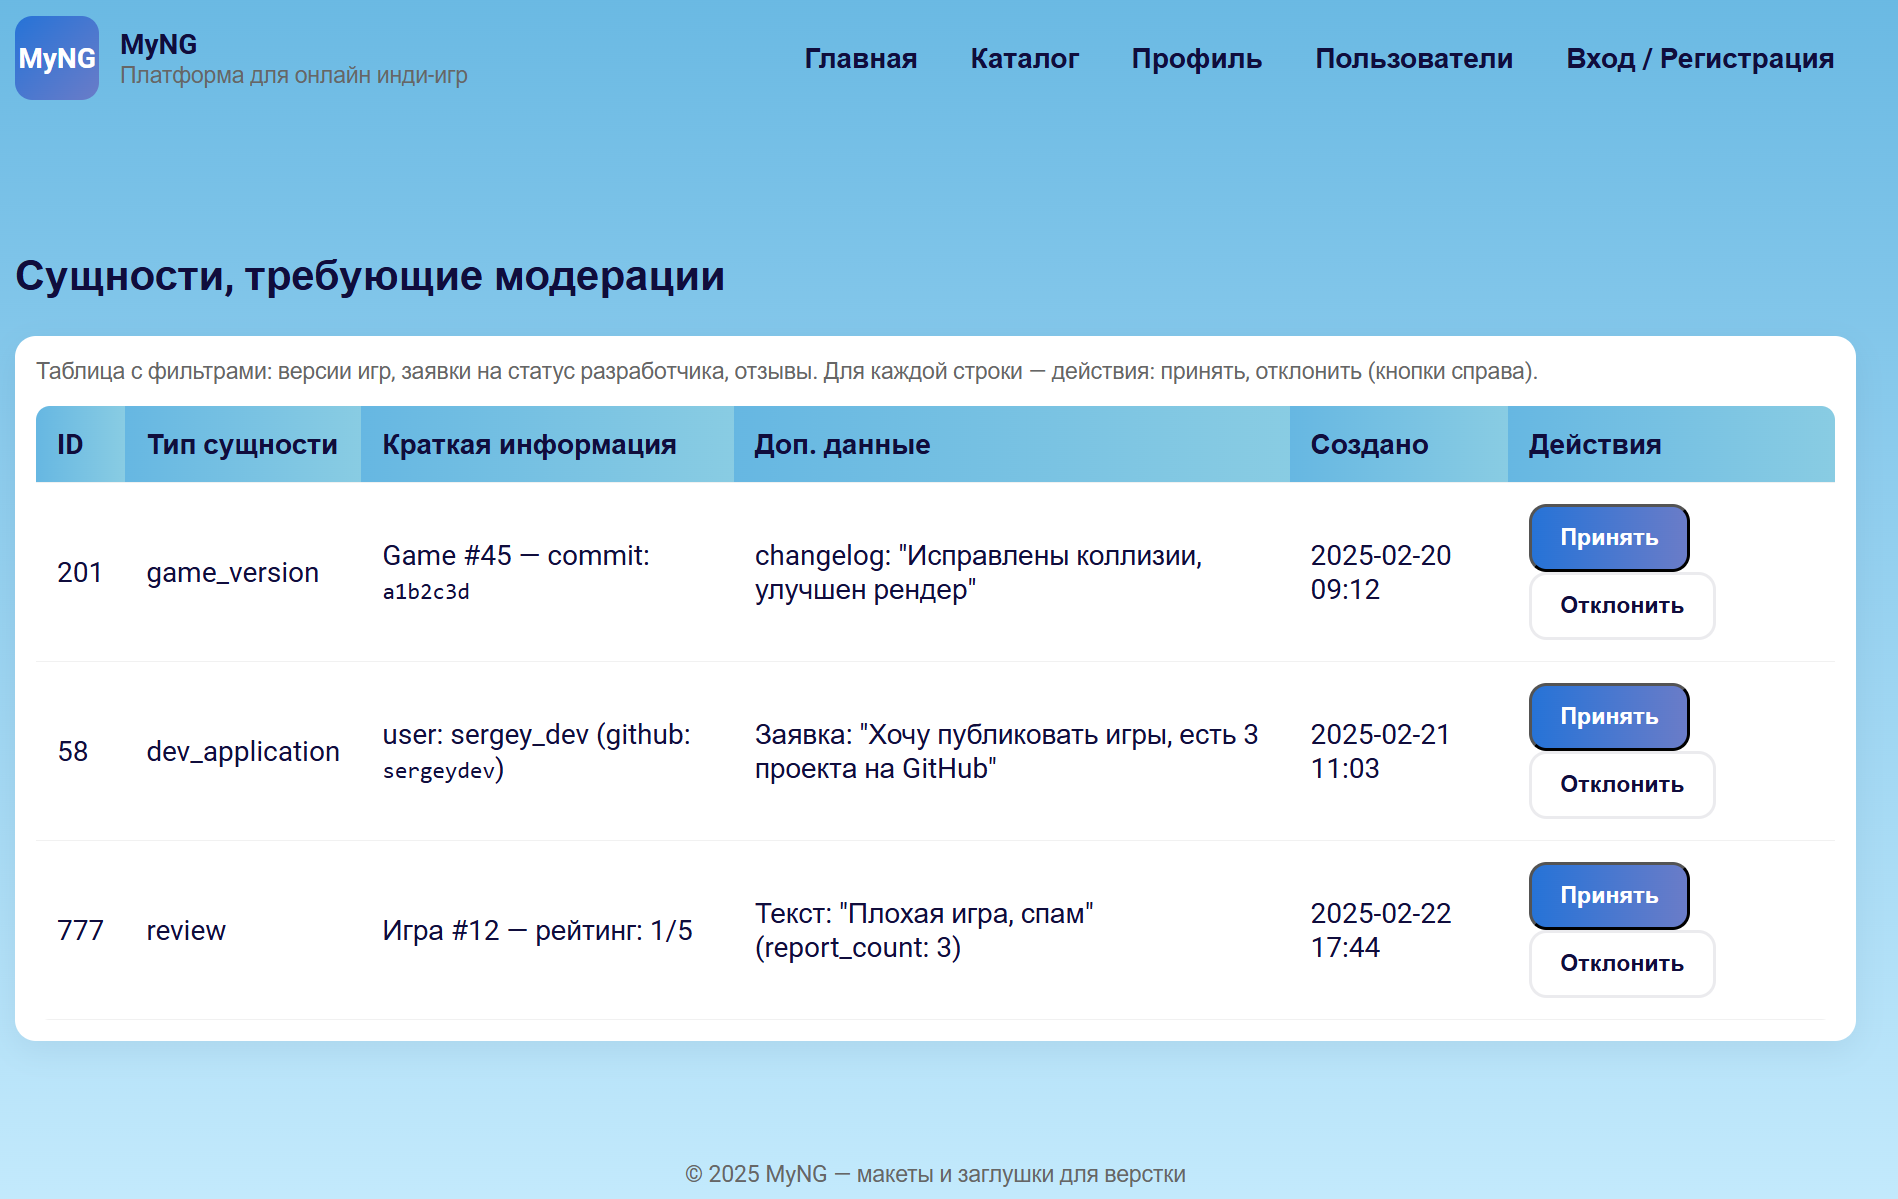 MyNG
MyNG
Платформа для онлайн инди-игр
Главная
Каталог
Профиль
Пользователи
Вход / Регистрация
Сущности, требующие модерации
Таблица с фильтрами: версии игр, заявки на статус разработчика, отзывы. Для каждой строки — действия: принять, отклонить (кнопки справа).
ID
Тип сущности
Краткая информация
Доп. данные
Создано
Действия
201
game_version
Game #45 — commit:
a1b2c3d
changelog: "Исправлены коллизии,
улучшен рендер"
2025-02-20
09:12
Принять
Отклонить
58
dev_application
user: sergey_dev (github:
sergeydev)
Заявка: "Хочу публиковать игры, есть 3
проекта на GitHub"
2025-02-21
11:03
Принять
Отклонить
777
review
Игра #12 — рейтинг: 1/5
Текст: "Плохая игра, спам"
(report_count: 3)
2025-02-22
17:44
Принять
Отклонить
© 2025 MyNG — макеты и заглушки для верстки